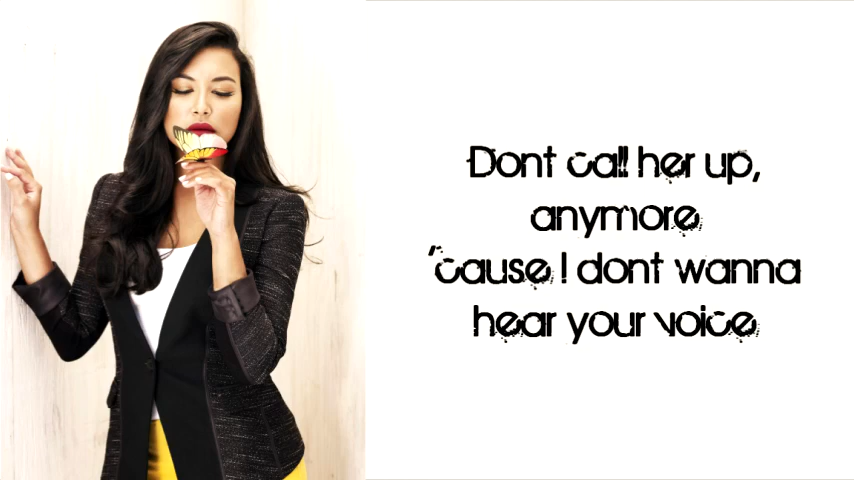 Dont call her up,
anymore
'cause I dont wanna
hear your voice